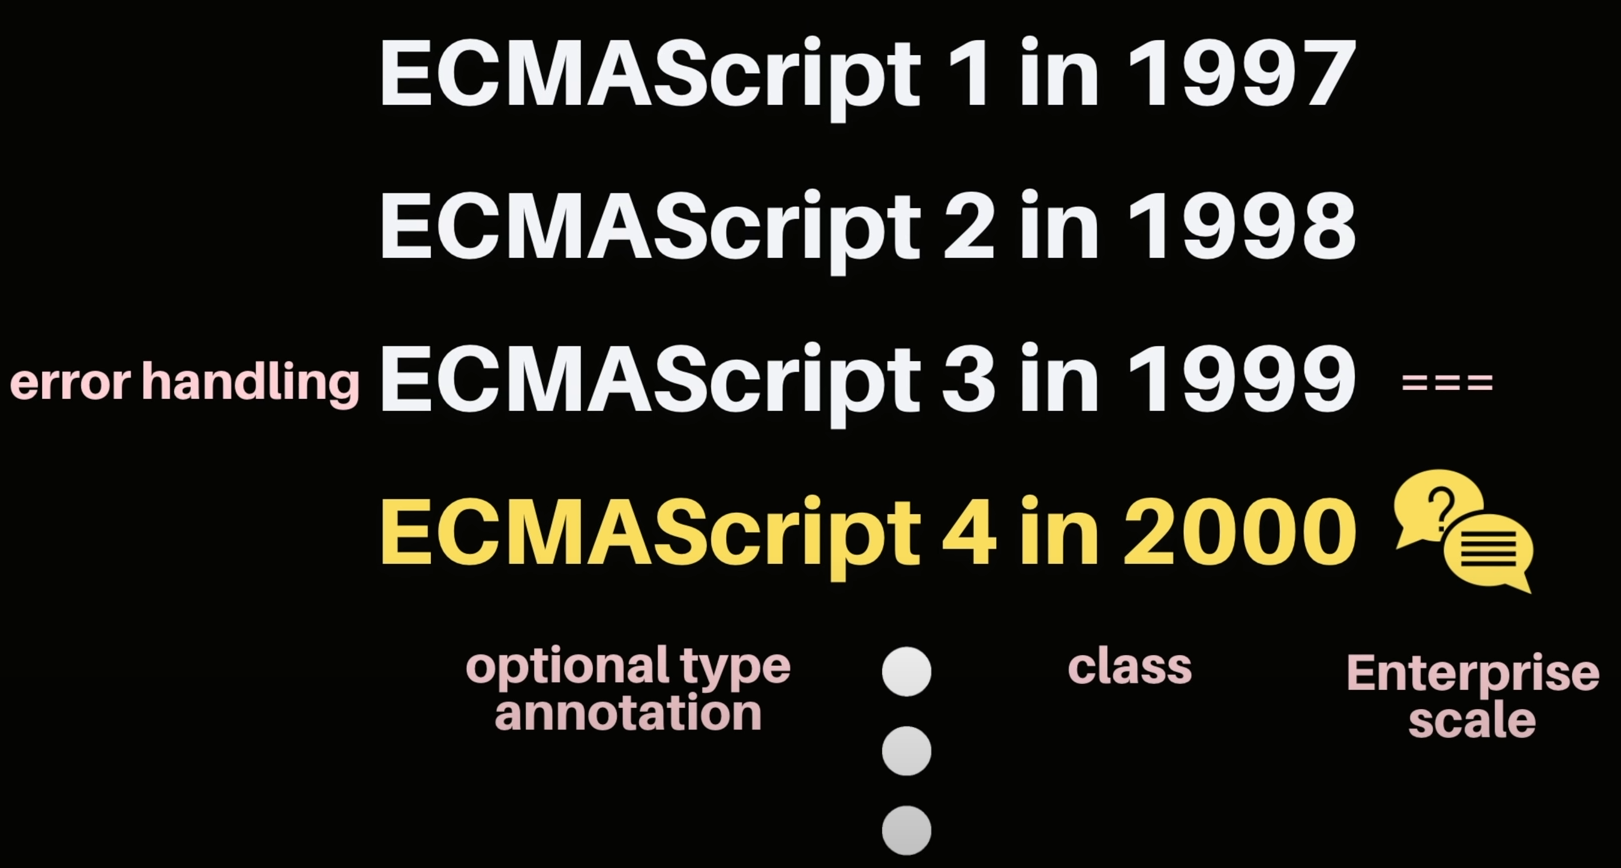 ECMAScript 1 in 1997
ECMAScript 2 in 1998
error handling ECMAScript 3 in 1999 ===
ECMAScript 4 in 2000 ?
optional type
annotation
class
Enterprise
scale